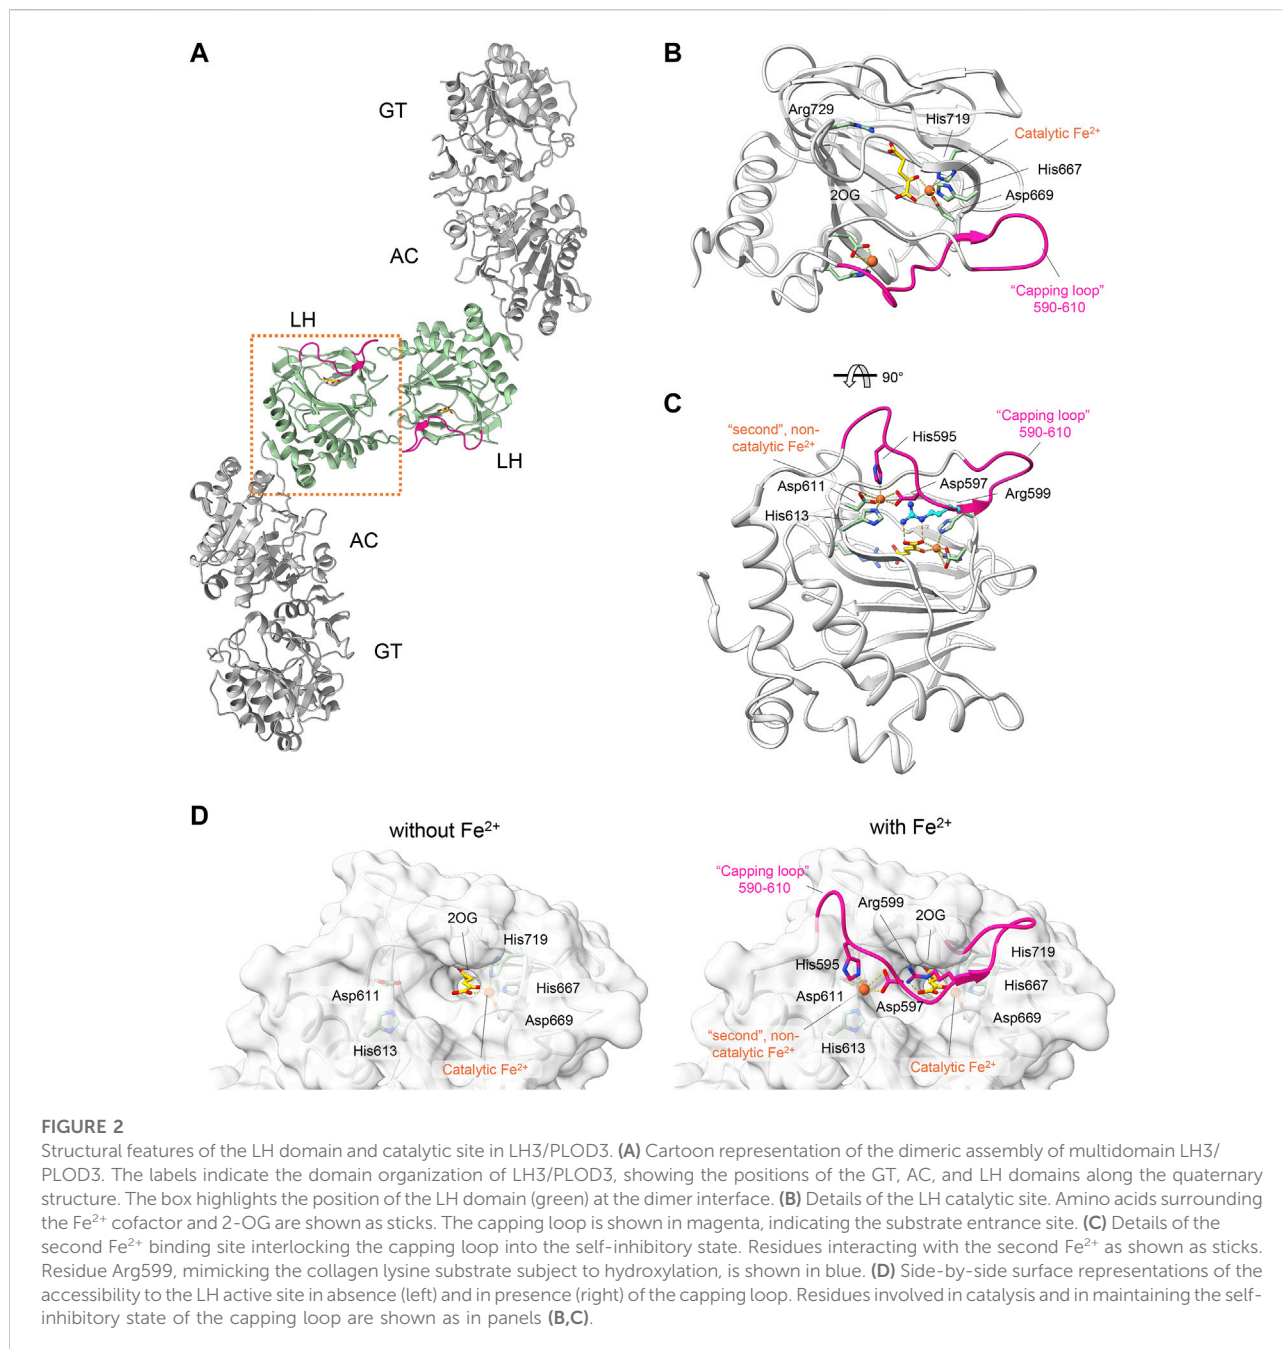 A
GT
AC
LH
LH
AC
GT
B
Arg729
His719
Catalytic Fe²⁺
His667
2OG
Asp669
“Capping loop”
590-610
90°
C
“second”, non-
catalytic Fe²⁺
His595
“Capping loop”
590-610
Asp611
Asp597
Arg599
His613
D
without Fe²⁺
2OG
His719
His667
Asp611
Asp669
His613
Catalytic Fe²⁺
with Fe²⁺
“Capping loop”
590-610
Arg599
2OG
His719
His595
His667
Asp611
Asp597
Asp669
“second”, non-
catalytic Fe²⁺
His613
Catalytic Fe²⁺
FIGURE 2
Structural features of the LH domain and catalytic site in LH3/PLOD3. (A) Cartoon representation of the dimeric assembly of multidomain LH3/
PLOD3. The labels indicate the domain organization of LH3/PLOD3, showing the positions of the GT, AC, and LH domains along the quaternary
structure. The box highlights the position of the LH domain (green) at the dimer interface. (B) Details of the LH catalytic site. Amino acids surrounding
the Fe²⁺ cofactor and 2-OG are shown as sticks. The capping loop is shown in magenta, indicating the substrate entrance site. (C) Details of the
second Fe²⁺ binding site interlocking the capping loop into the self-inhibitory state. Residues interacting with the second Fe²⁺ as shown as sticks.
Residue Arg599, mimicking the collagen lysine substrate subject to hydroxylation, is shown in blue. (D) Side-by-side surface representations of the
accessibility to the LH active site in absence (left) and in presence (right) of the capping loop. Residues involved in catalysis and in maintaining the self-
inhibitory state of the capping loop are shown as in panels (B,C).